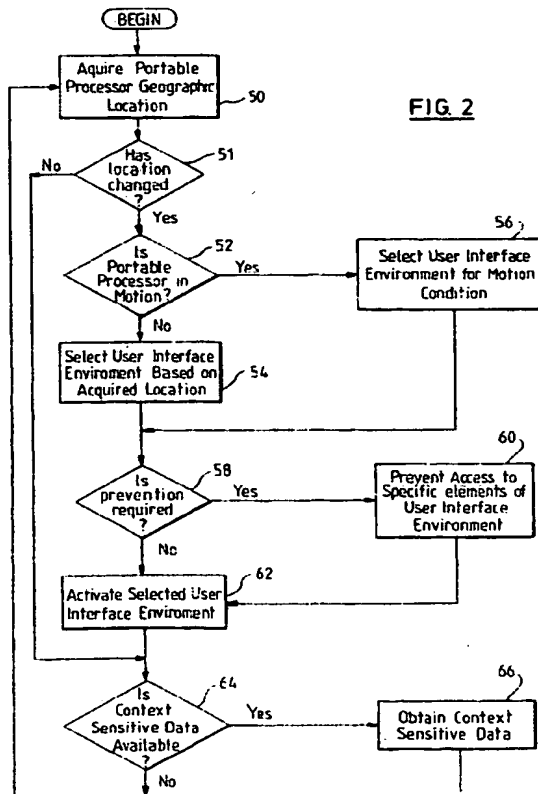 BEGIN
Aquire Portable
Processor Geographic
Location
50
FIG. 2
Has
location
changed
?
51
No
Yes
Is
Portable
Processor in
Motion?
52
Yes
No
56
Select User Interface
Environment for Motion
Condition
Select User Interface
Enviroment Based on
Acquired Location
54
Is
prevention
required
?
58
Yes
No
60
Prevent Access to
Specific elements of
User Interface
Environment
62
Activate Selected User
Interface Enviroment
Is
Context
Sensitive Data
Available
?
64
Yes
No
66
Obtain Context
Sensitive Data